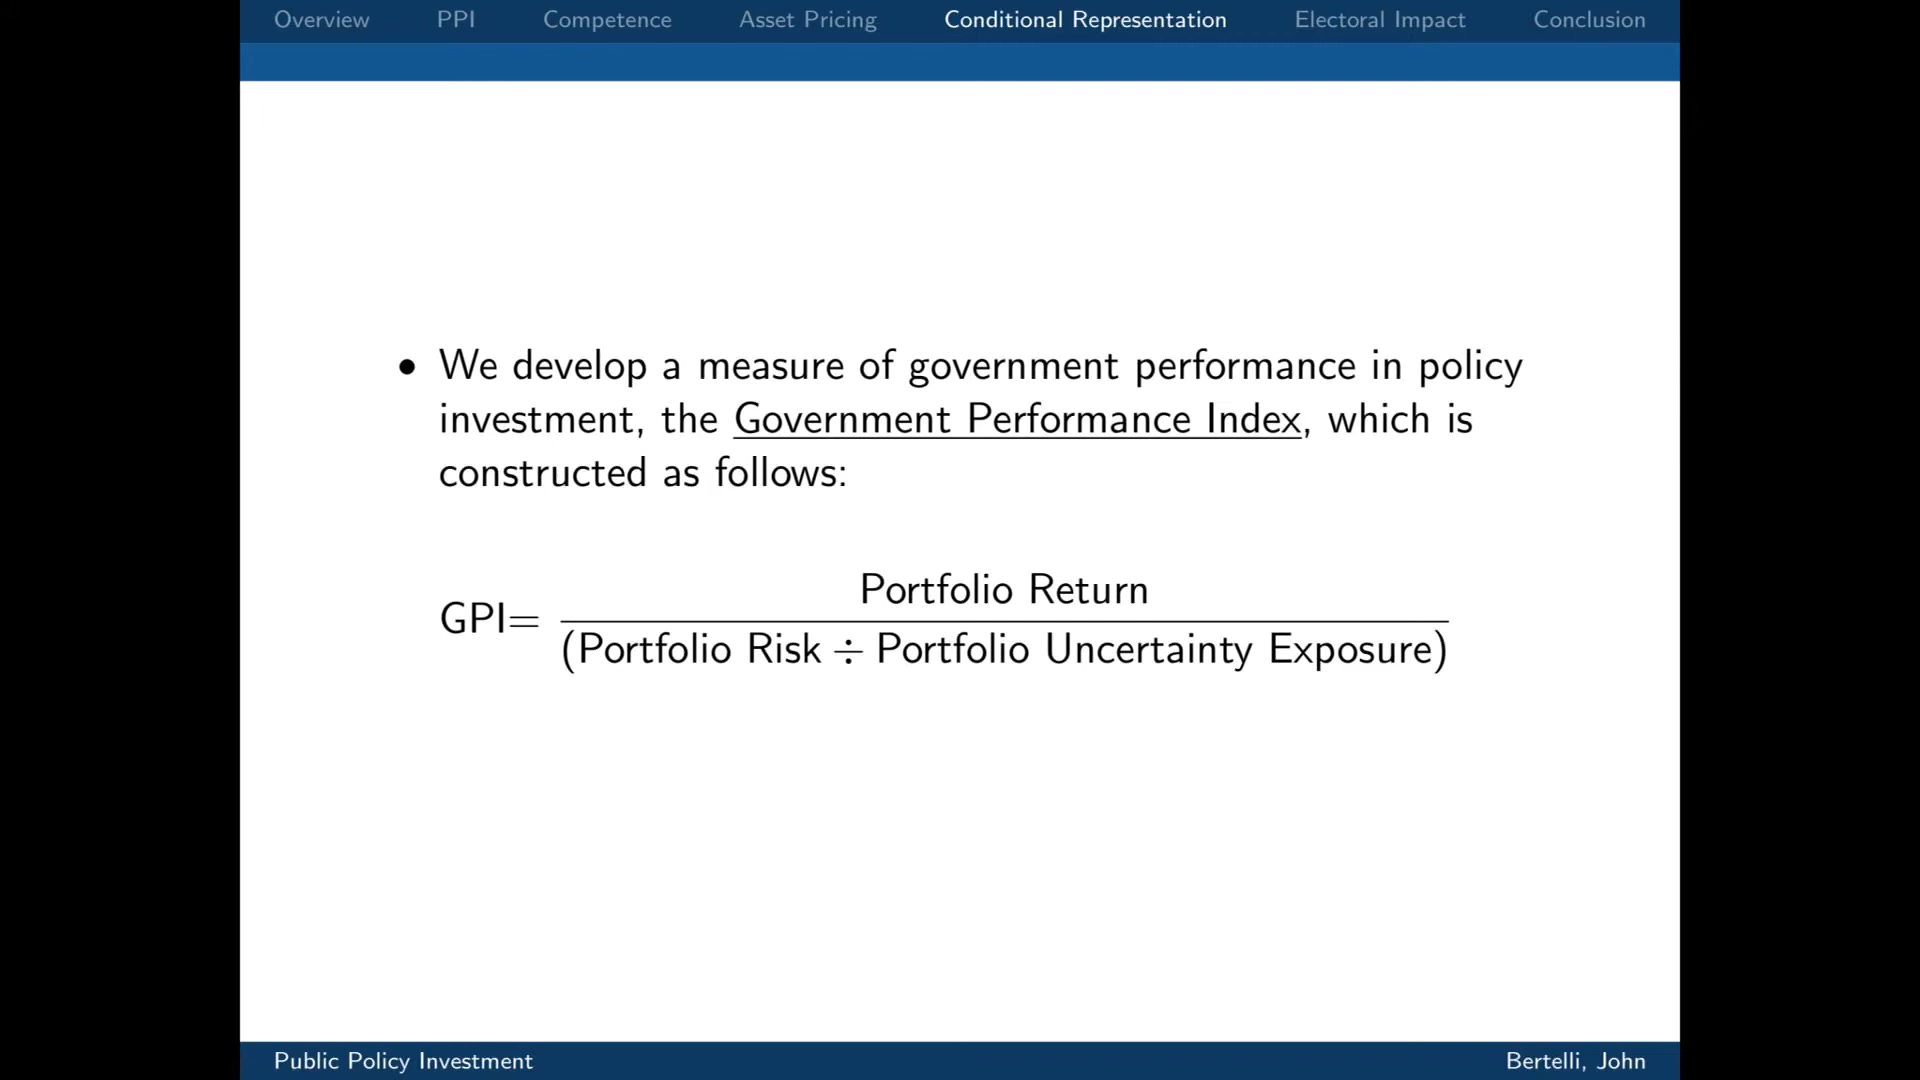 Overview PPI Competence Asset Pricing Conditional Representation Electoral Impact Conclusion
• We develop a measure of government performance in policy
investment, the Government Performance Index, which is
constructed as follows:
Portfolio Return
GPI=
(Portfolio Risk ÷ Portfolio Uncertainty Exposure)
Public Policy Investment Bertelli, John